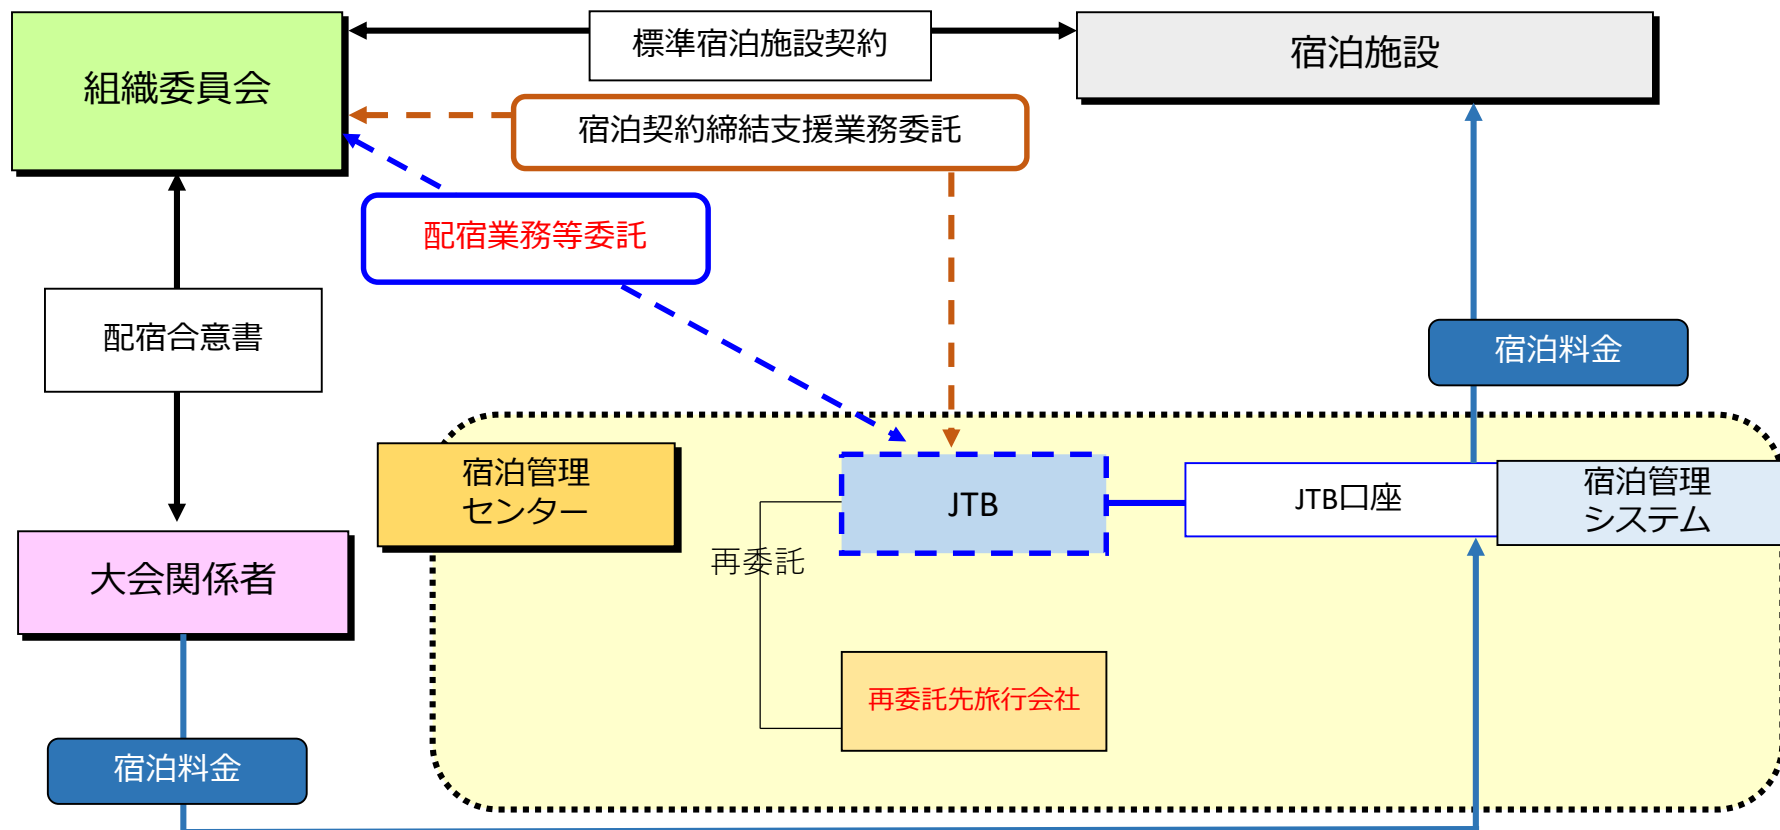 標準宿泊施設契約
宿泊施設
組織委員会
宿泊契約締結支援業務委託
配宿業務等委託
配宿合意書
宿泊料金
宿泊管理
センター
JTB
JTB口座
宿泊管理
システム
再委託
大会関係者
再委託先旅行会社
宿泊料金